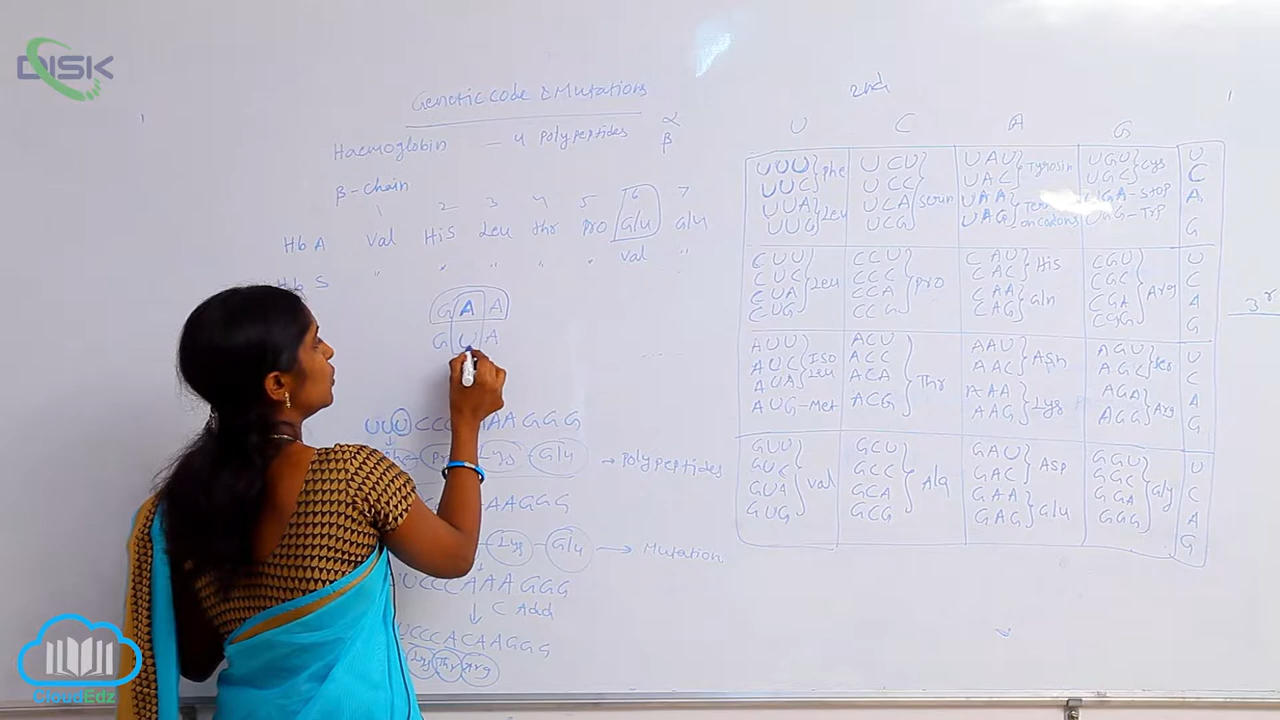 DISK
Genetic code & Mutations
Haemoglobin — 4 polypeptides α
β
β-chain
1 2 3 4 5 6 7
Hb A Val His Leu thr pro Glu Glu
Hb S " " " " " val "
G A A
G U A
UUU CCC AAA GGG
pr Lys Glu → polypeptides
AAGGG
Lys Glu → Mutation
UCCCAAAGGG
↓ C Add
UCCCACAAGGG
Lys Thr Arg
2nd
U C A G
UUU UCU UAU UGU U
UUC phe UCC UAC Tyrosin UGC Cys C
UUA UCA serin UAA UGA - STOP A
UUG Leu UCG UAG on codons UGG - Trp G
CUU CCU CAU CGU U
CUC Leu CCC pro CAC His CGC Arg C
CUA CCA CAA CGA A
CUG CCG gln CGG G
3r
AUU ACU AAU AGU U
AUC ISO Leu ACC AAC Ash AGC Ser C
AUA ACA Thr AAA AGA A
AUG - Met ACG AAG Lys AGG Arg G
GUU GCU GAU GGU U
GUC val GCC Ala GAC Asp GGC Gly C
GUA GCA GAA GGA A
GUG GCG GAG Glu GGG G
CloudEdz